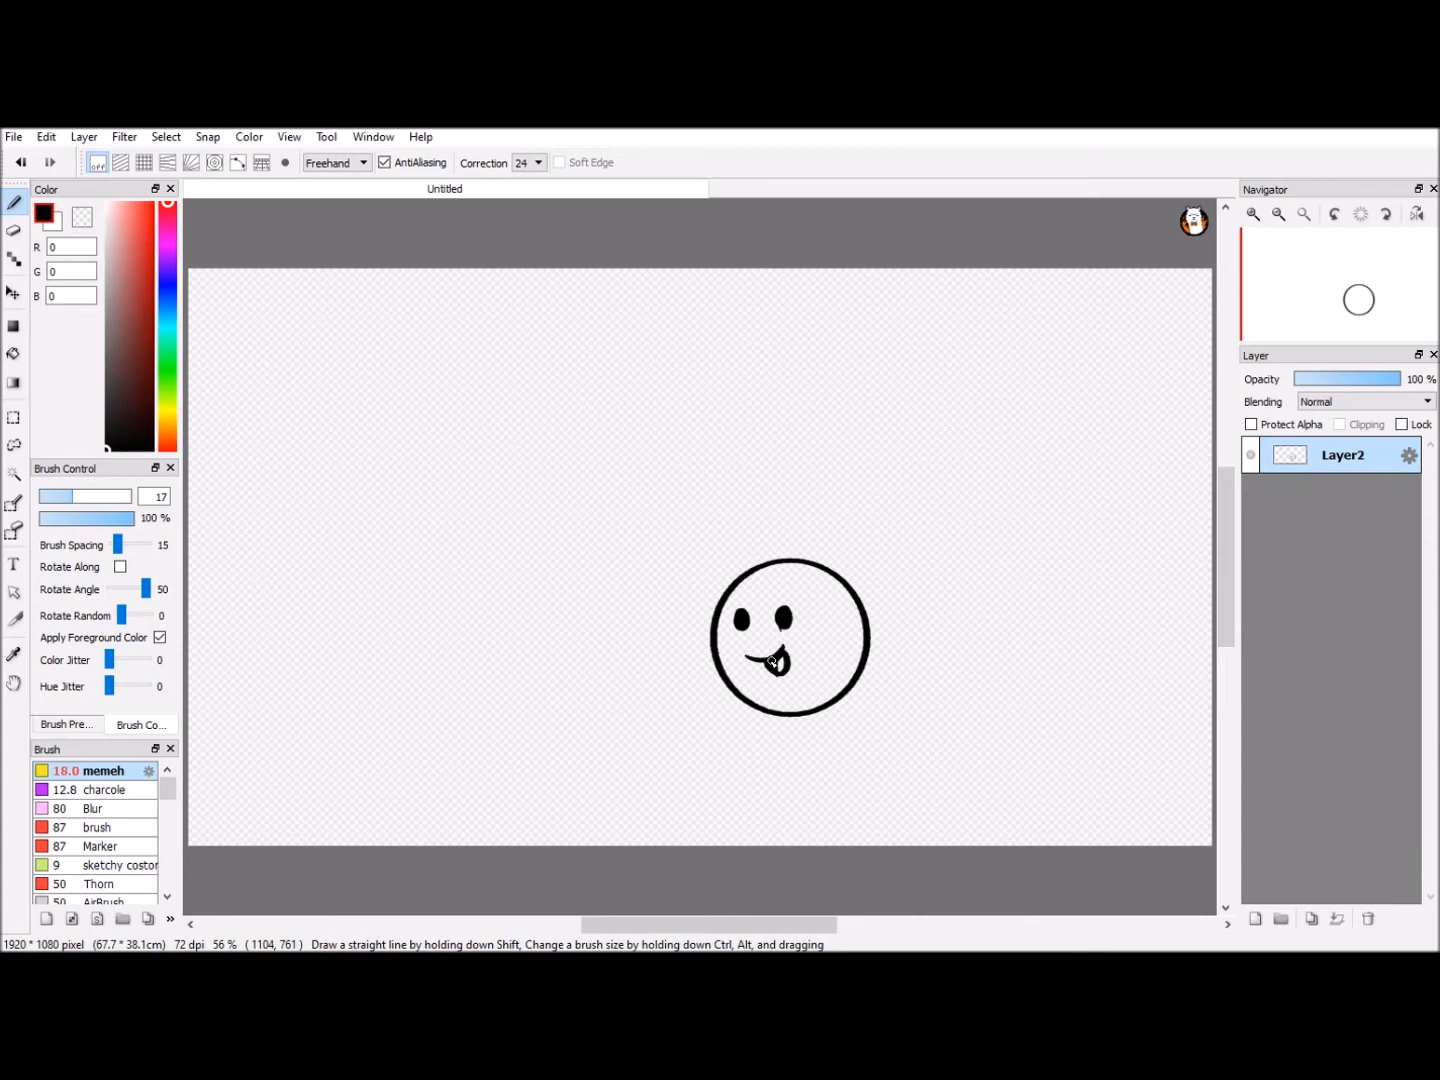 File Edit Layer Filter Select Snap Color View Tool Window Help
off Freehand AntiAliasing Correction 24 Soft Edge
Color Untitled Navigator
R 0
G 0
B 0
Layer
Opacity 100 %
Blending Normal
Protect Alpha Clipping Lock
Layer2
Brush Control
17
100 %
Brush Spacing 15
Rotate Along
Rotate Angle 50
Rotate Random 0
Apply Foreground Color
Color Jitter 0
Hue Jitter 0
Brush Pre... Brush Co...
Brush
18.0 memeh
12.8 charcole
80 Blur
87 brush
87 Marker
9 sketchy costor
50 Thorn
50 AirBrush
1920 * 1080 pixel (67.7 * 38.1cm) 72 dpi 56 % ( 1104, 761 ) Draw a straight line by holding down Shift, Change a brush size by holding down Ctrl, Alt, and dragging